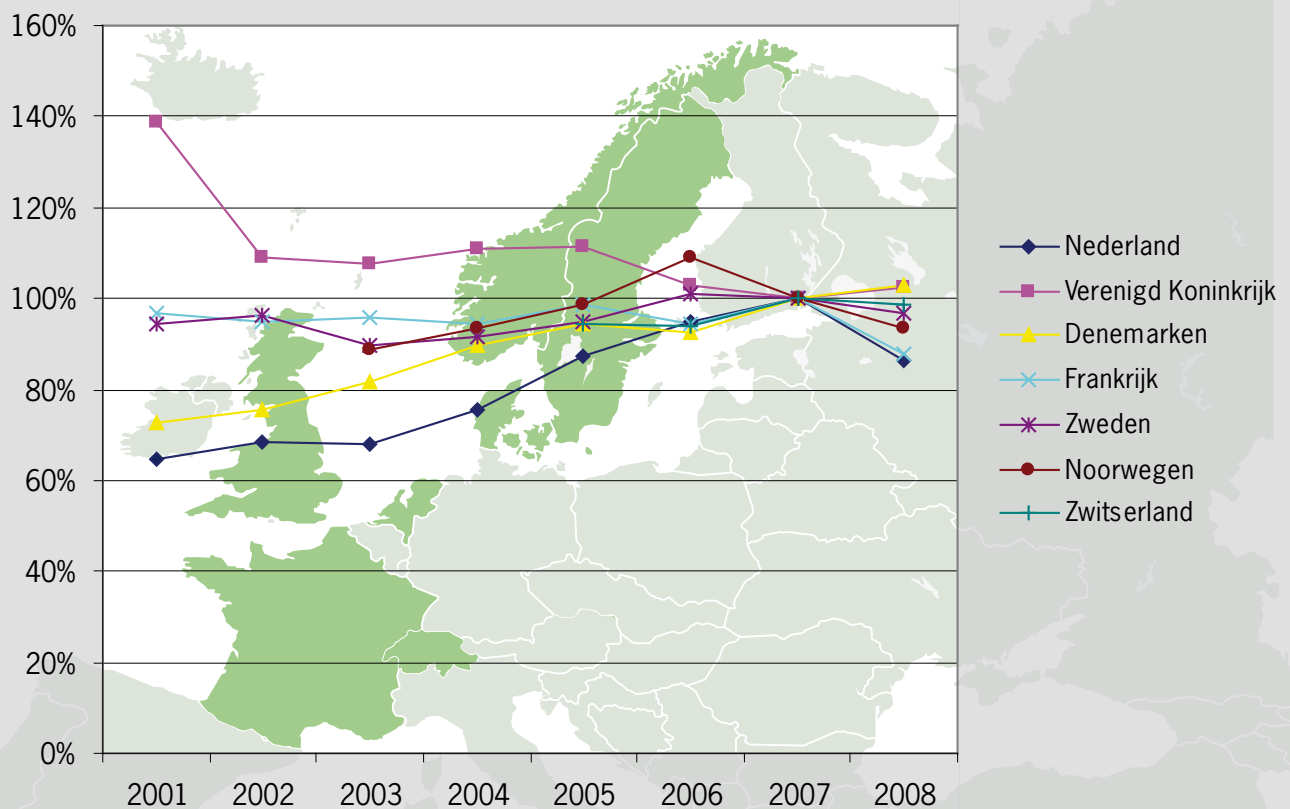 160%
140%
120%
100%
80%
60%
40%
20%
0%
2001 2002 2003 2004 2005 2006 2007 2008
Nederland
Verenigd Koninkrijk
Denemarken
Frankrijk
Zweden
Noorwegen
Zwitserland